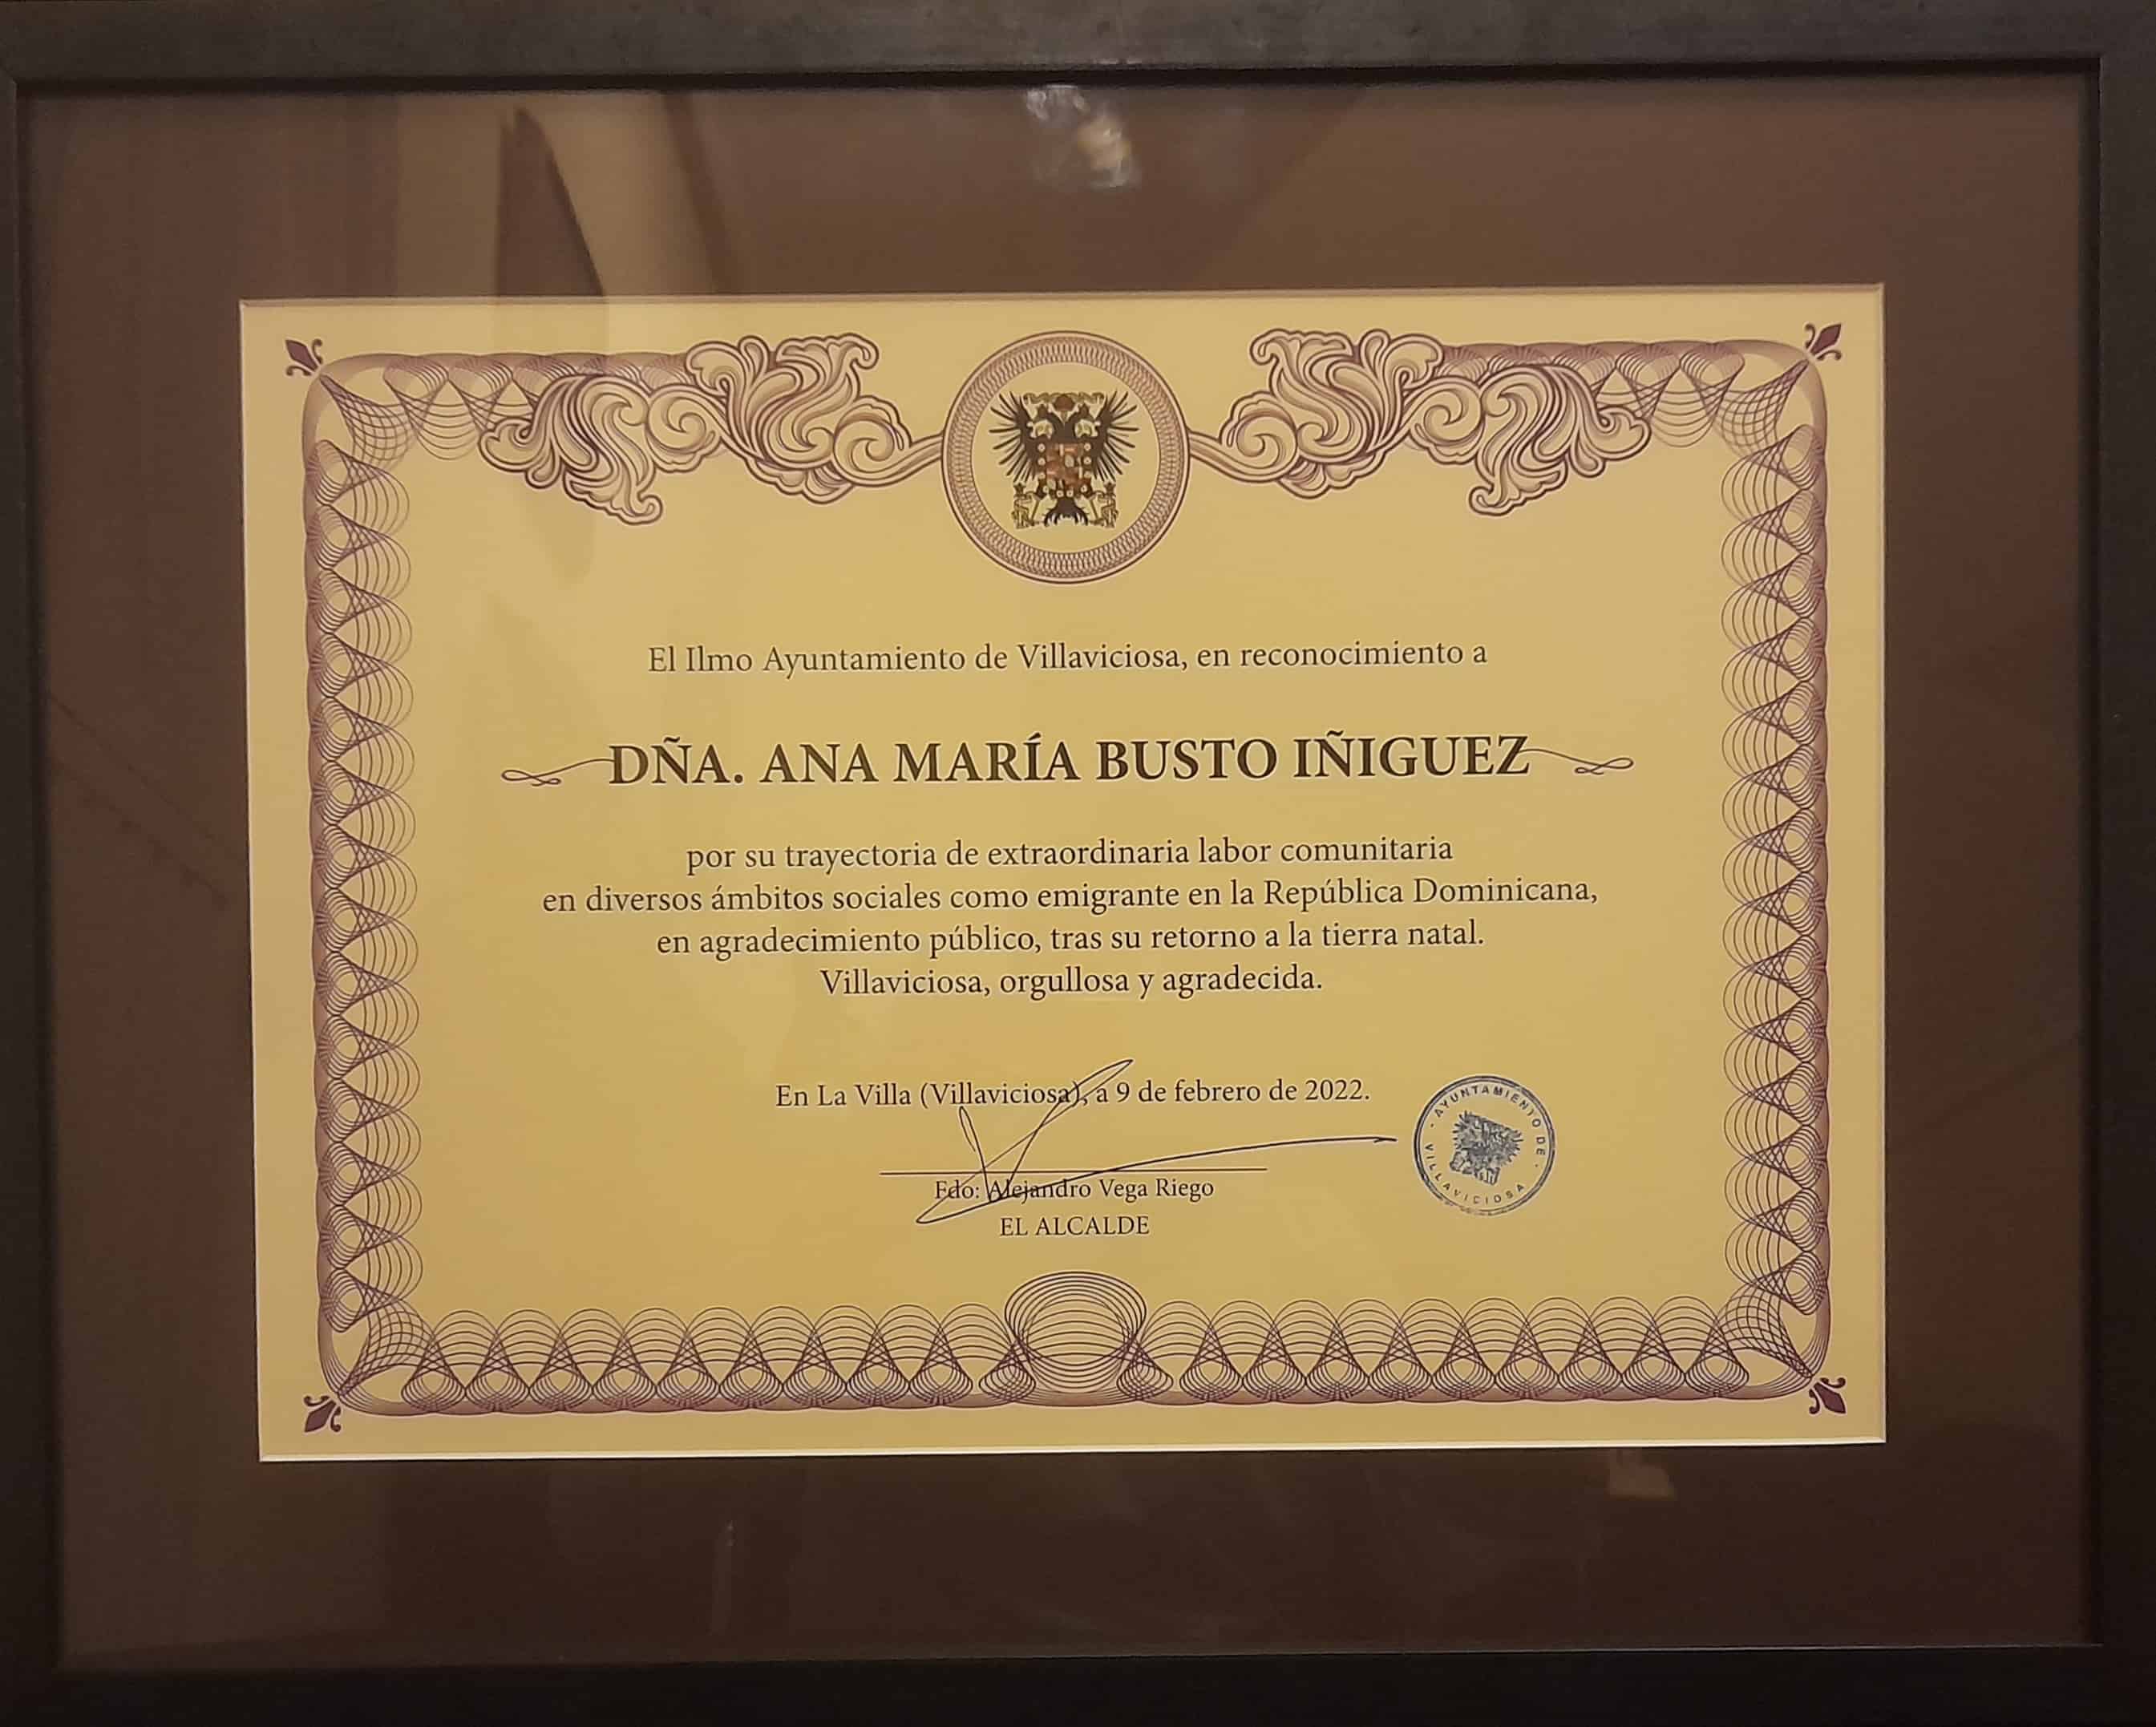 El Ilmo Ayuntamiento de Villaviciosa, en reconocimiento a
DÑA. ANA MARÍA BUSTO IÑIGUEZ
por su trayectoria de extraordinaria labor comunitaria
en diversos ámbitos sociales como emigrante en la República Dominicana,
en agradecimiento público, tras su retorno a la tierra natal.
Villaviciosa, orgullosa y agradecida.
En La Villa (Villaviciosa), a 9 de febrero de 2022.
Fdo: Alejandro Vega Riego
EL ALCALDE
· AYUNTAMIENTO DE · VILLAVICIOSA